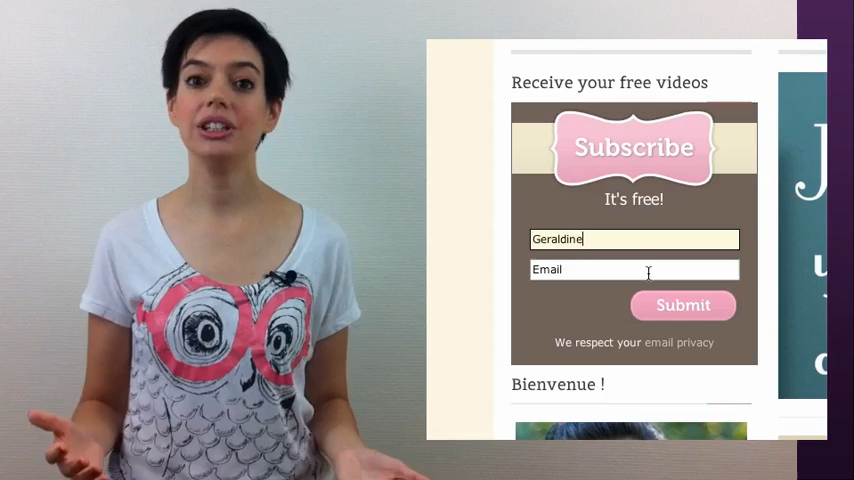 Receive your free videos
Subscribe
It's free!
Geraldine
Email
Submit
We respect your email privacy
Bienvenue !
J